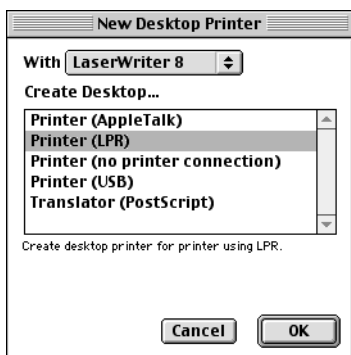 New Desktop Printer
With LaserWriter 8
Create Desktop...
Printer (AppleTalk)
Printer (LPR)
Printer (no printer connection)
Printer (USB)
Translator (PostScript)
Create desktop printer for printer using LPR.
Cancel OK